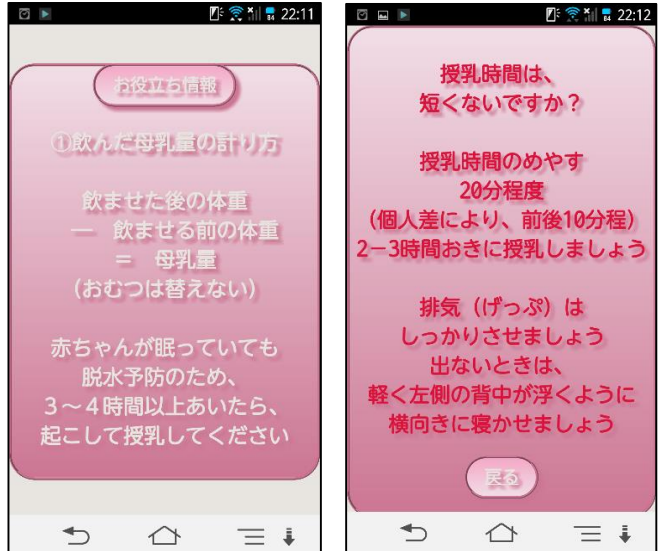 22:11
お役立ち情報
①飲んだ母乳量の計り方
飲ませた後の体重
― 飲ませる前の体重
＝ 母乳量
（おむつは替えない）
赤ちゃんが眠っていても
脱水予防のため、
３～４時間以上あいたら、
起こして授乳してください
22:12
授乳時間は、
短くないですか？
授乳時間のめやす
20分程度
（個人差により、前後10分程）
2－3時間おきに授乳しましょう
排気（げっぷ）は
しっかりさせましょう
出ないときは、
軽く左側の背中が浮くように
横向きに寝かせましょう
戻る